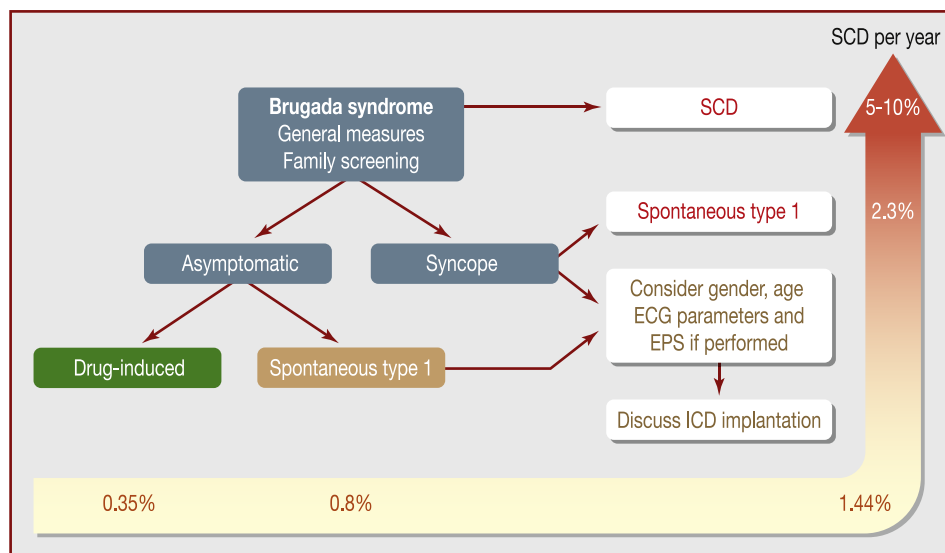 SCD per year
Brugada syndrome
General measures
Family screening
SCD
5-10%
Spontaneous type 1
2.3%
Asymptomatic
Syncope
Consider gender, age
ECG parameters and
EPS if performed
Drug-induced
Spontaneous type 1
Discuss ICD implantation
0.35%
0.8%
1.44%